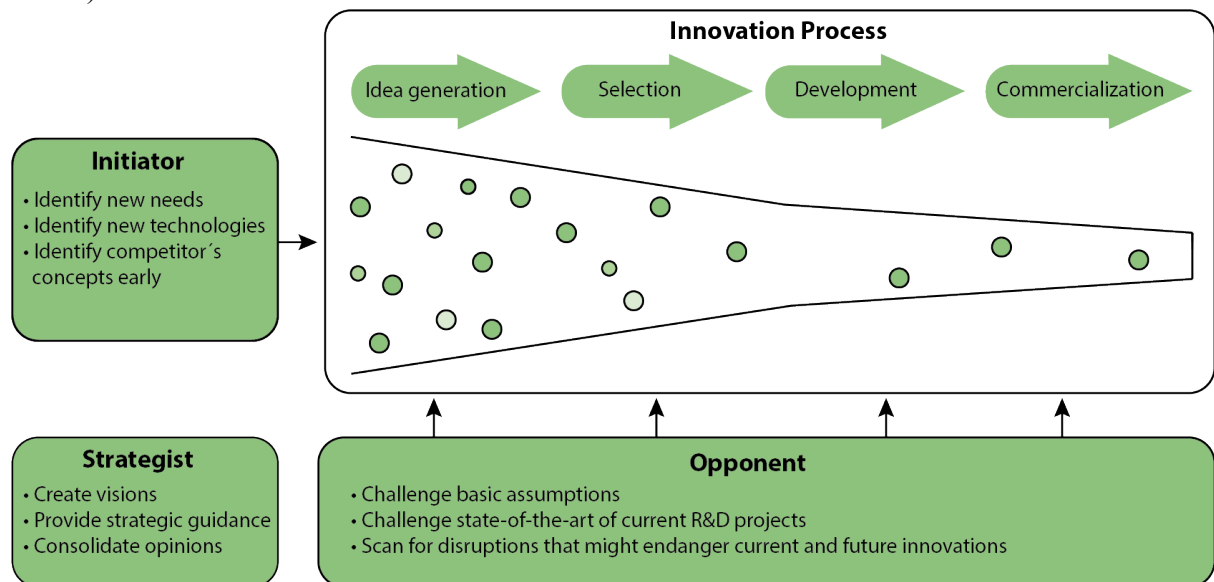 Innovation Process
Idea generation
Selection
Development
Commercialization
Initiator
• Identify new needs
• Identify new technologies
• Identify competitor´s
concepts early
Strategist
• Create visions
• Provide strategic guidance
• Consolidate opinions
Opponent
• Challenge basic assumptions
• Challenge state-of-the-art of current R&D projects
• Scan for disruptions that might endanger current and future innovations